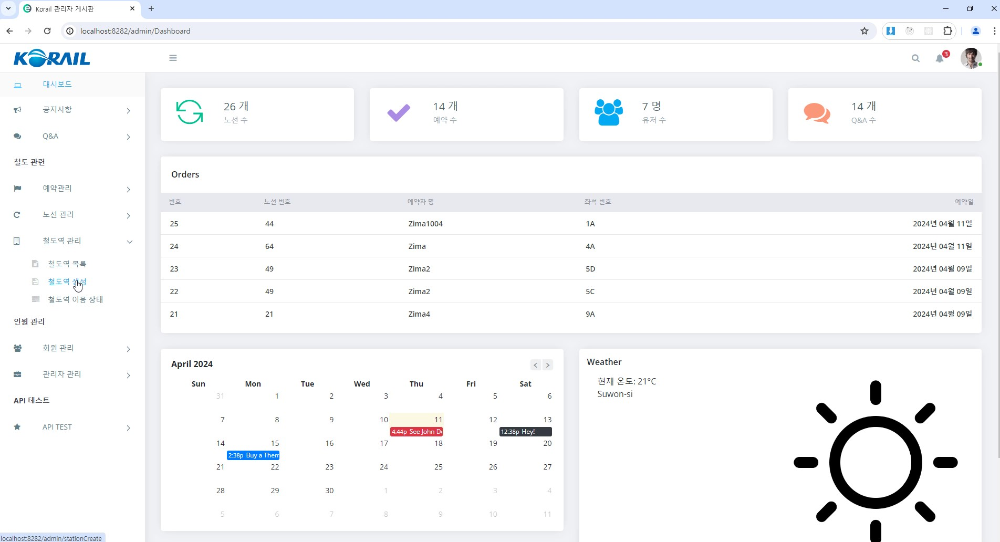 Korail 관리자 게시판
localhost:8282/admin/Dashboard
KORAIL
3
대시보드
공지사항
Q&A
철도 관련
예약관리
노선 관리
철도역 관리
철도역 목록
철도역 생성
철도역 이용 상태
인원 관리
회원 관리
관리자 관리
API 테스트
API TEST
26 개
노선 수
14 개
예약 수
7 명
유저 수
14 개
Q&A 수
Orders
번호 노선 번호 예약자 명 좌석 번호 예약일
25 44 Zima1004 1A 2024년 04월 11일
24 64 Zima 4A 2024년 04월 11일
23 49 Zima2 5D 2024년 04월 09일
22 49 Zima2 5C 2024년 04월 09일
21 21 Zima4 9A 2024년 04월 09일
April 2024
Sun Mon Tue Wed Thu Fri Sat
31 1 2 3 4 5 6
7 8 9 10 11 12 13
4:44p See John De 12:38p Hey!
14 15 16 17 18 19 20
2:38p Buy a Them
21 22 23 24 25 26 27
28 29 30 1 2 3 4
5 6 7 8 9 10 11
Weather
현재 온도: 21°C
Suwon-si
localhost:8282/admin/stationCreate